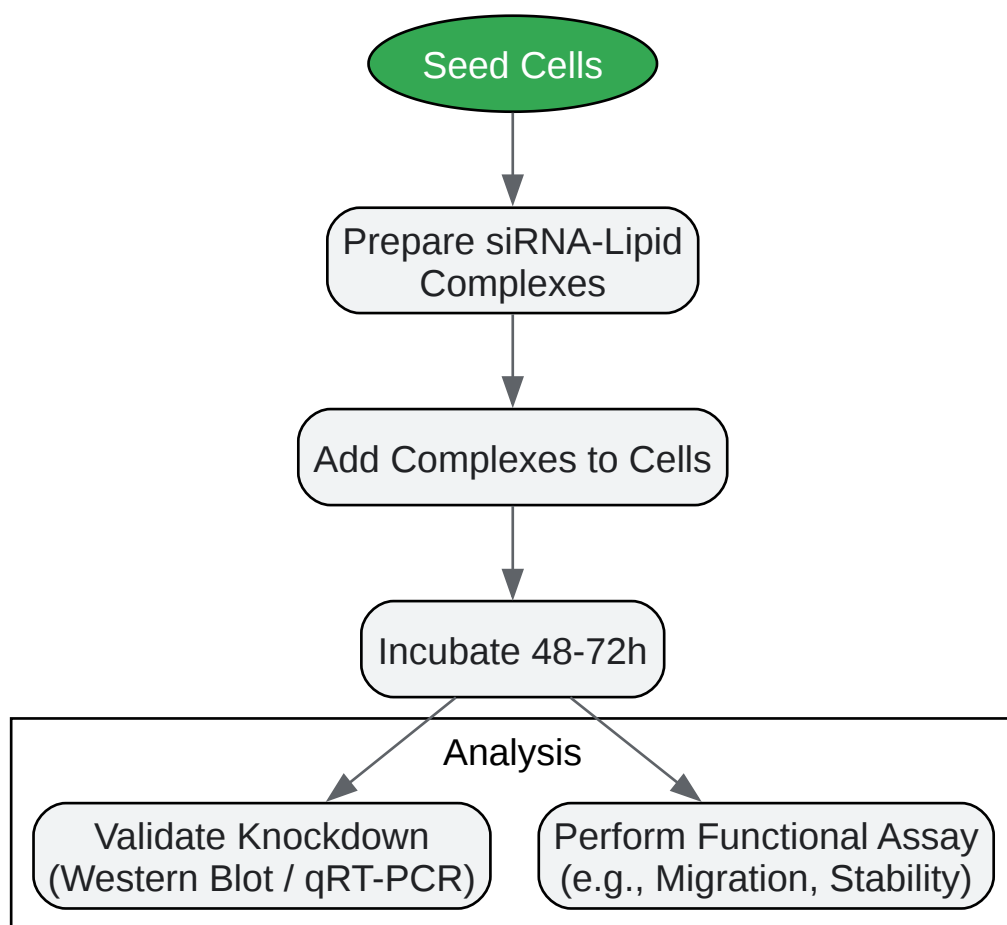 Seed Cells
Prepare siRNA-Lipid
Complexes
Add Complexes to Cells
Incubate 48-72h
Analysis
Validate Knockdown
(Western Blot / qRT-PCR)
Perform Functional Assay
(e.g., Migration, Stability)